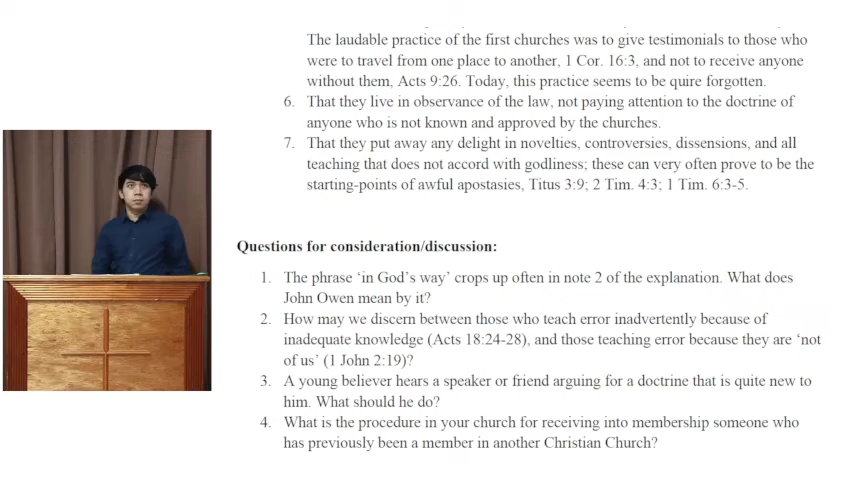 The laudable practice of the first churches was to give testimonials to those who
were to travel from one place to another, 1 Cor. 16:3, and not to receive anyone
without them, Acts 9:26. Today, this practice seems to be quire forgotten.
6. That they live in observance of the law, not paying attention to the doctrine of
anyone who is not known and approved by the churches.
7. That they put away any delight in novelties, controversies, dissensions, and all
teaching that does not accord with godliness; these can very often prove to be the
starting-points of awful apostasies, Titus 3:9; 2 Tim. 4:3; 1 Tim. 6:3-5.
Questions for consideration/discussion:
1. The phrase ‘in God’s way’ crops up often in note 2 of the explanation. What does
John Owen mean by it?
2. How may we discern between those who teach error inadvertently because of
inadequate knowledge (Acts 18:24-28), and those teaching error because they are ‘not
of us’ (1 John 2:19)?
3. A young believer hears a speaker or friend arguing for a doctrine that is quite new to
him. What should he do?
4. What is the procedure in your church for receiving into membership someone who
has previously been a member in another Christian Church?